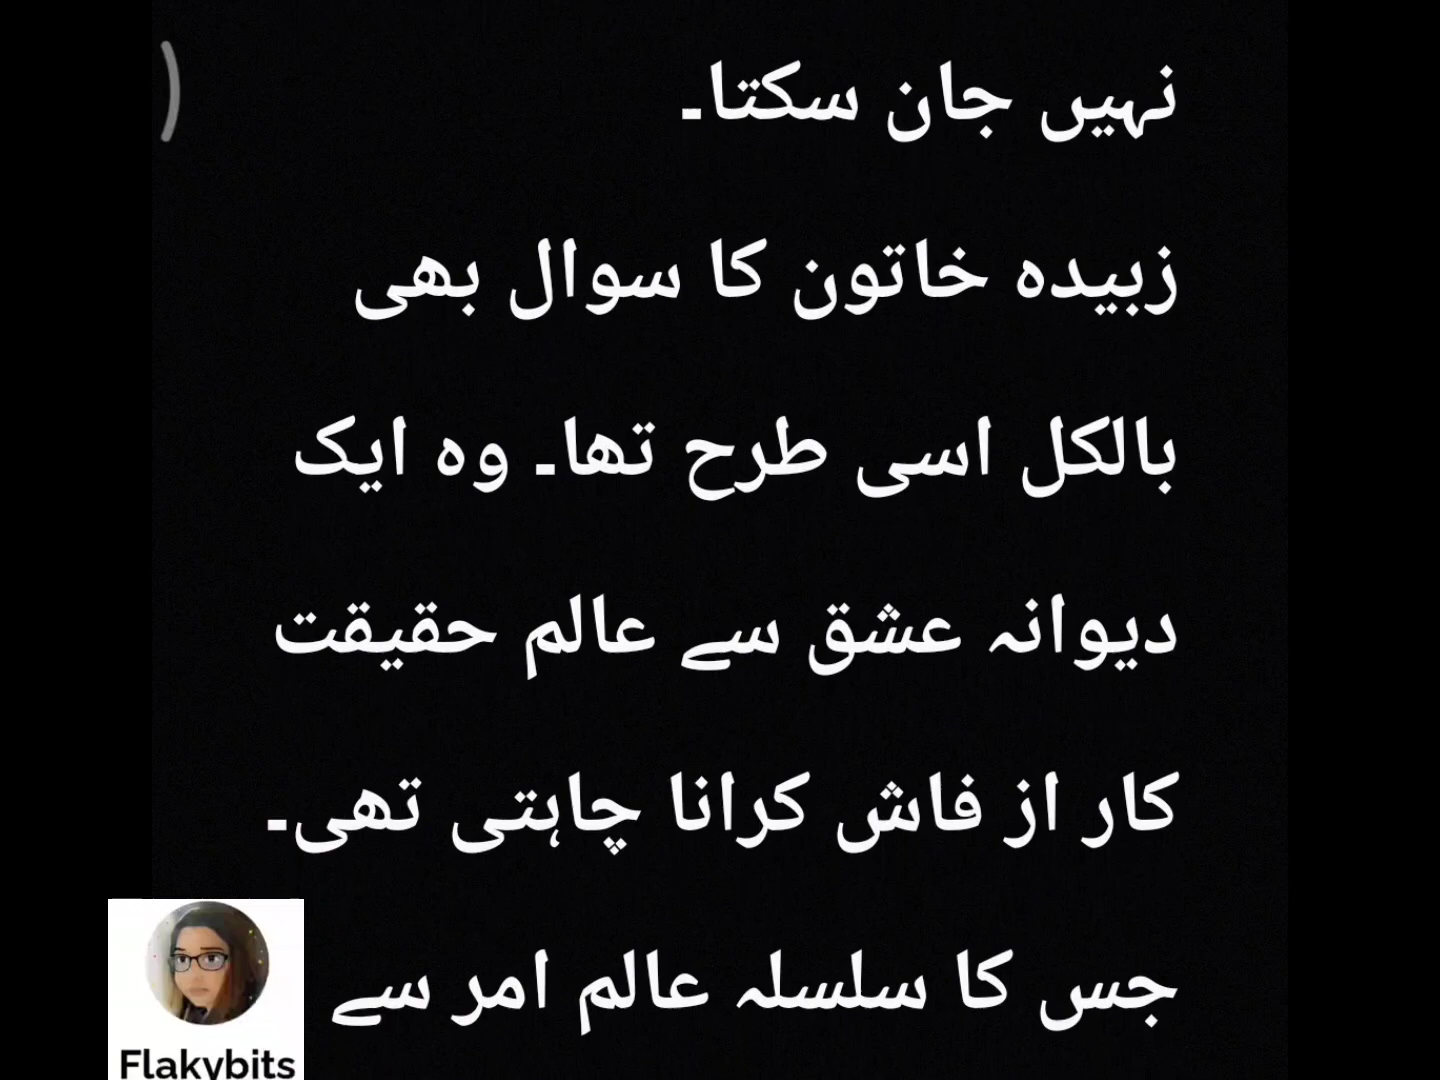 نہیں جان سکتا۔
زبیدہ خاتون کا سوال بھی
بالکل اسی طرح تھا۔ وہ ایک
دیوانہ عشق سے عالم حقیقت
کار از فاش کرانا چاہتی تھی۔
جس کا سلسلہ عالم امر سے
Flakybits